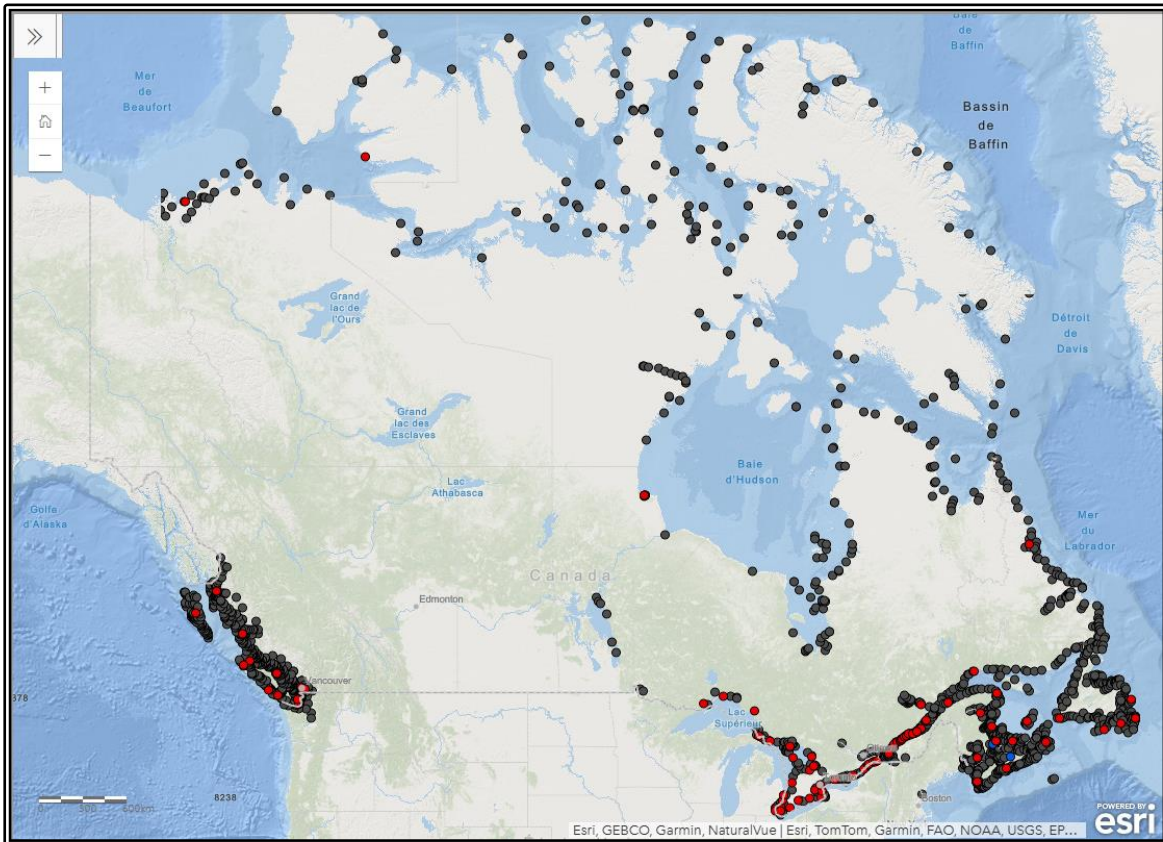 Mer
de
Beaufort
Baie
de
Baffin
Bassin
de
Baffin
Grand
lac de
l'Ours
Détroit
de
Davis
Grand
lac des
Esclaves
Lac
Athabasca
Baie
d'Hudson
Golfe
d'Alaska
Mer
du
Labrador
Canada
Edmonton
Vancouver
Lac
Supérieur
Boston
8238
600km
POWERED BY
esri
Esri, GEBCO, Garmin, NaturalVue | Esri, TomTom, Garmin, FAO, NOAA, USGS, EP...